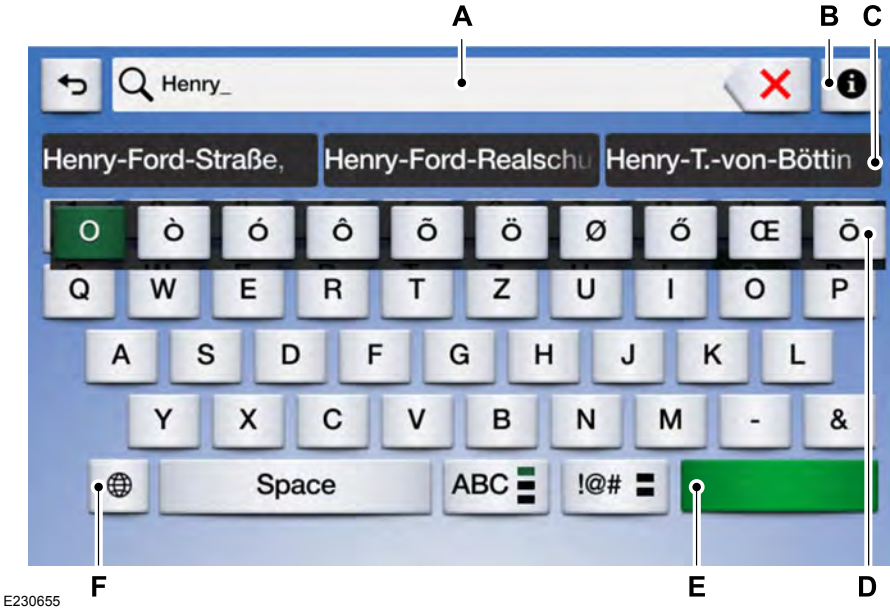 A B C
Henry_
Henry-Ford-Straße, Henry-Ford-Realschu Henry-T.-von-Böttin
O Ò Ó Ô Õ Ö Ø Ő Œ Ō
Q W E R T Z U I O P
A S D F G H J K L
Y X C V B N M - &
Space ABC !@#
F E D
E230655